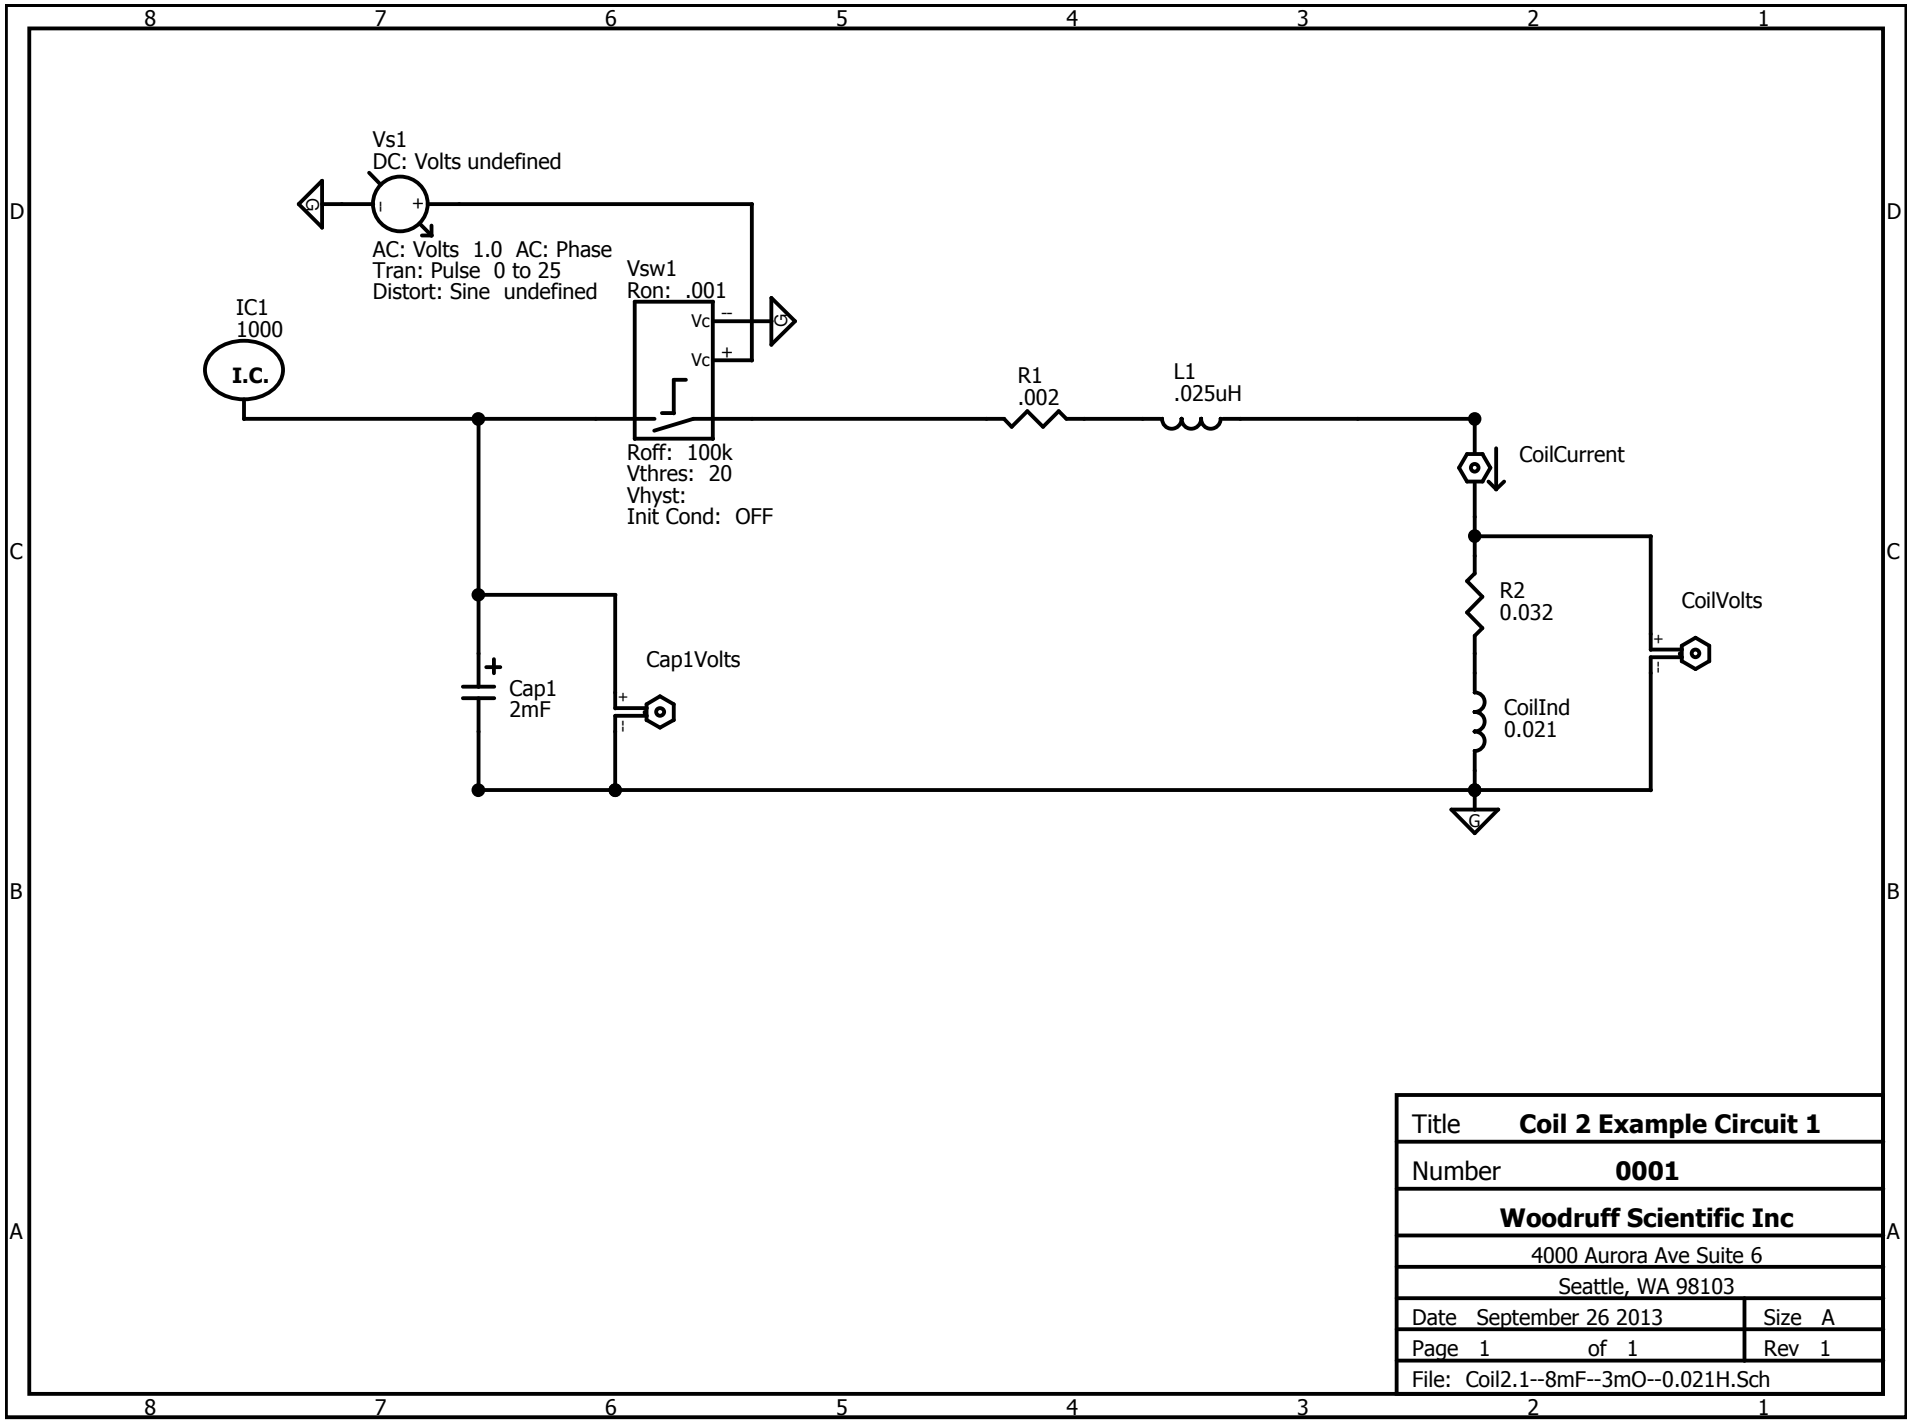 8 7 6 5 4 3 2 1
Vs1
DC: Volts undefined
D D
G
- +
AC: Volts 1.0 AC: Phase
Tran: Pulse 0 to 25
Distort: Sine undefined
Vsw1
Ron: .001
IC1
1000
I.C.
Vc --
G
Vc +
Roff: 100k
Vthres: 20
Vhyst:
Init Cond: OFF
R1
.002
L1
.025uH
CoilCurrent
C C
R2
0.032
CoilVolts
+
--
Cap1Volts
+
Cap1
2mF
+
--
CoilInd
0.021
G
B B
Title Coil 2 Example Circuit 1
Number 0001
Woodruff Scientific Inc
A A
4000 Aurora Ave Suite 6
Seattle, WA 98103
Date September 26 2013 Size A
Page 1 of 1 Rev 1
File: Coil2.1--8mF--3mO--0.021H.Sch
8 7 6 5 4 3 2 1